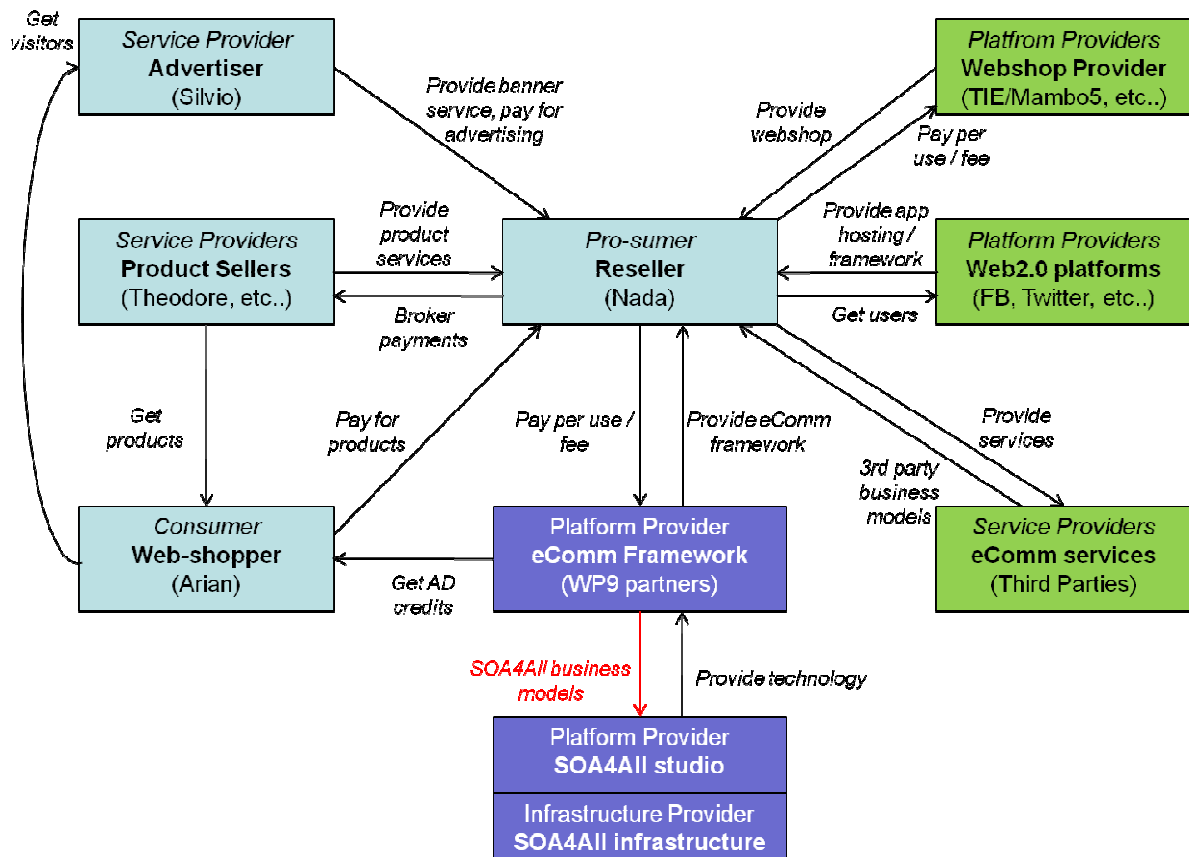 Get
visitors
Service Provider
Advertiser
(Silvio)
Provide banner
service, pay for
advertising
Provide
webshop
Platfrom Providers
Webshop Provider
(TIE/Mambo5, etc..)
Pay per
use / fee
Service Providers
Product Sellers
(Theodore, etc..)
Provide
product
services
Broker
payments
Pro-sumer
Reseller
(Nada)
Provide app
hosting /
framework
Get users
Platform Providers
Web2.0 platforms
(FB, Twitter, etc..)
Get
products
Pay for
products
Pay per use /
fee
Provide eComm
framework
Provide
services
3rd party
business
models
Consumer
Web-shopper
(Arian)
Get AD
credits
Platform Provider
eComm Framework
(WP9 partners)
Service Providers
eComm services
(Third Parties)
SOA4All business
models
Provide technology
Platform Provider
SOA4All studio
Infrastructure Provider
SOA4All infrastructure